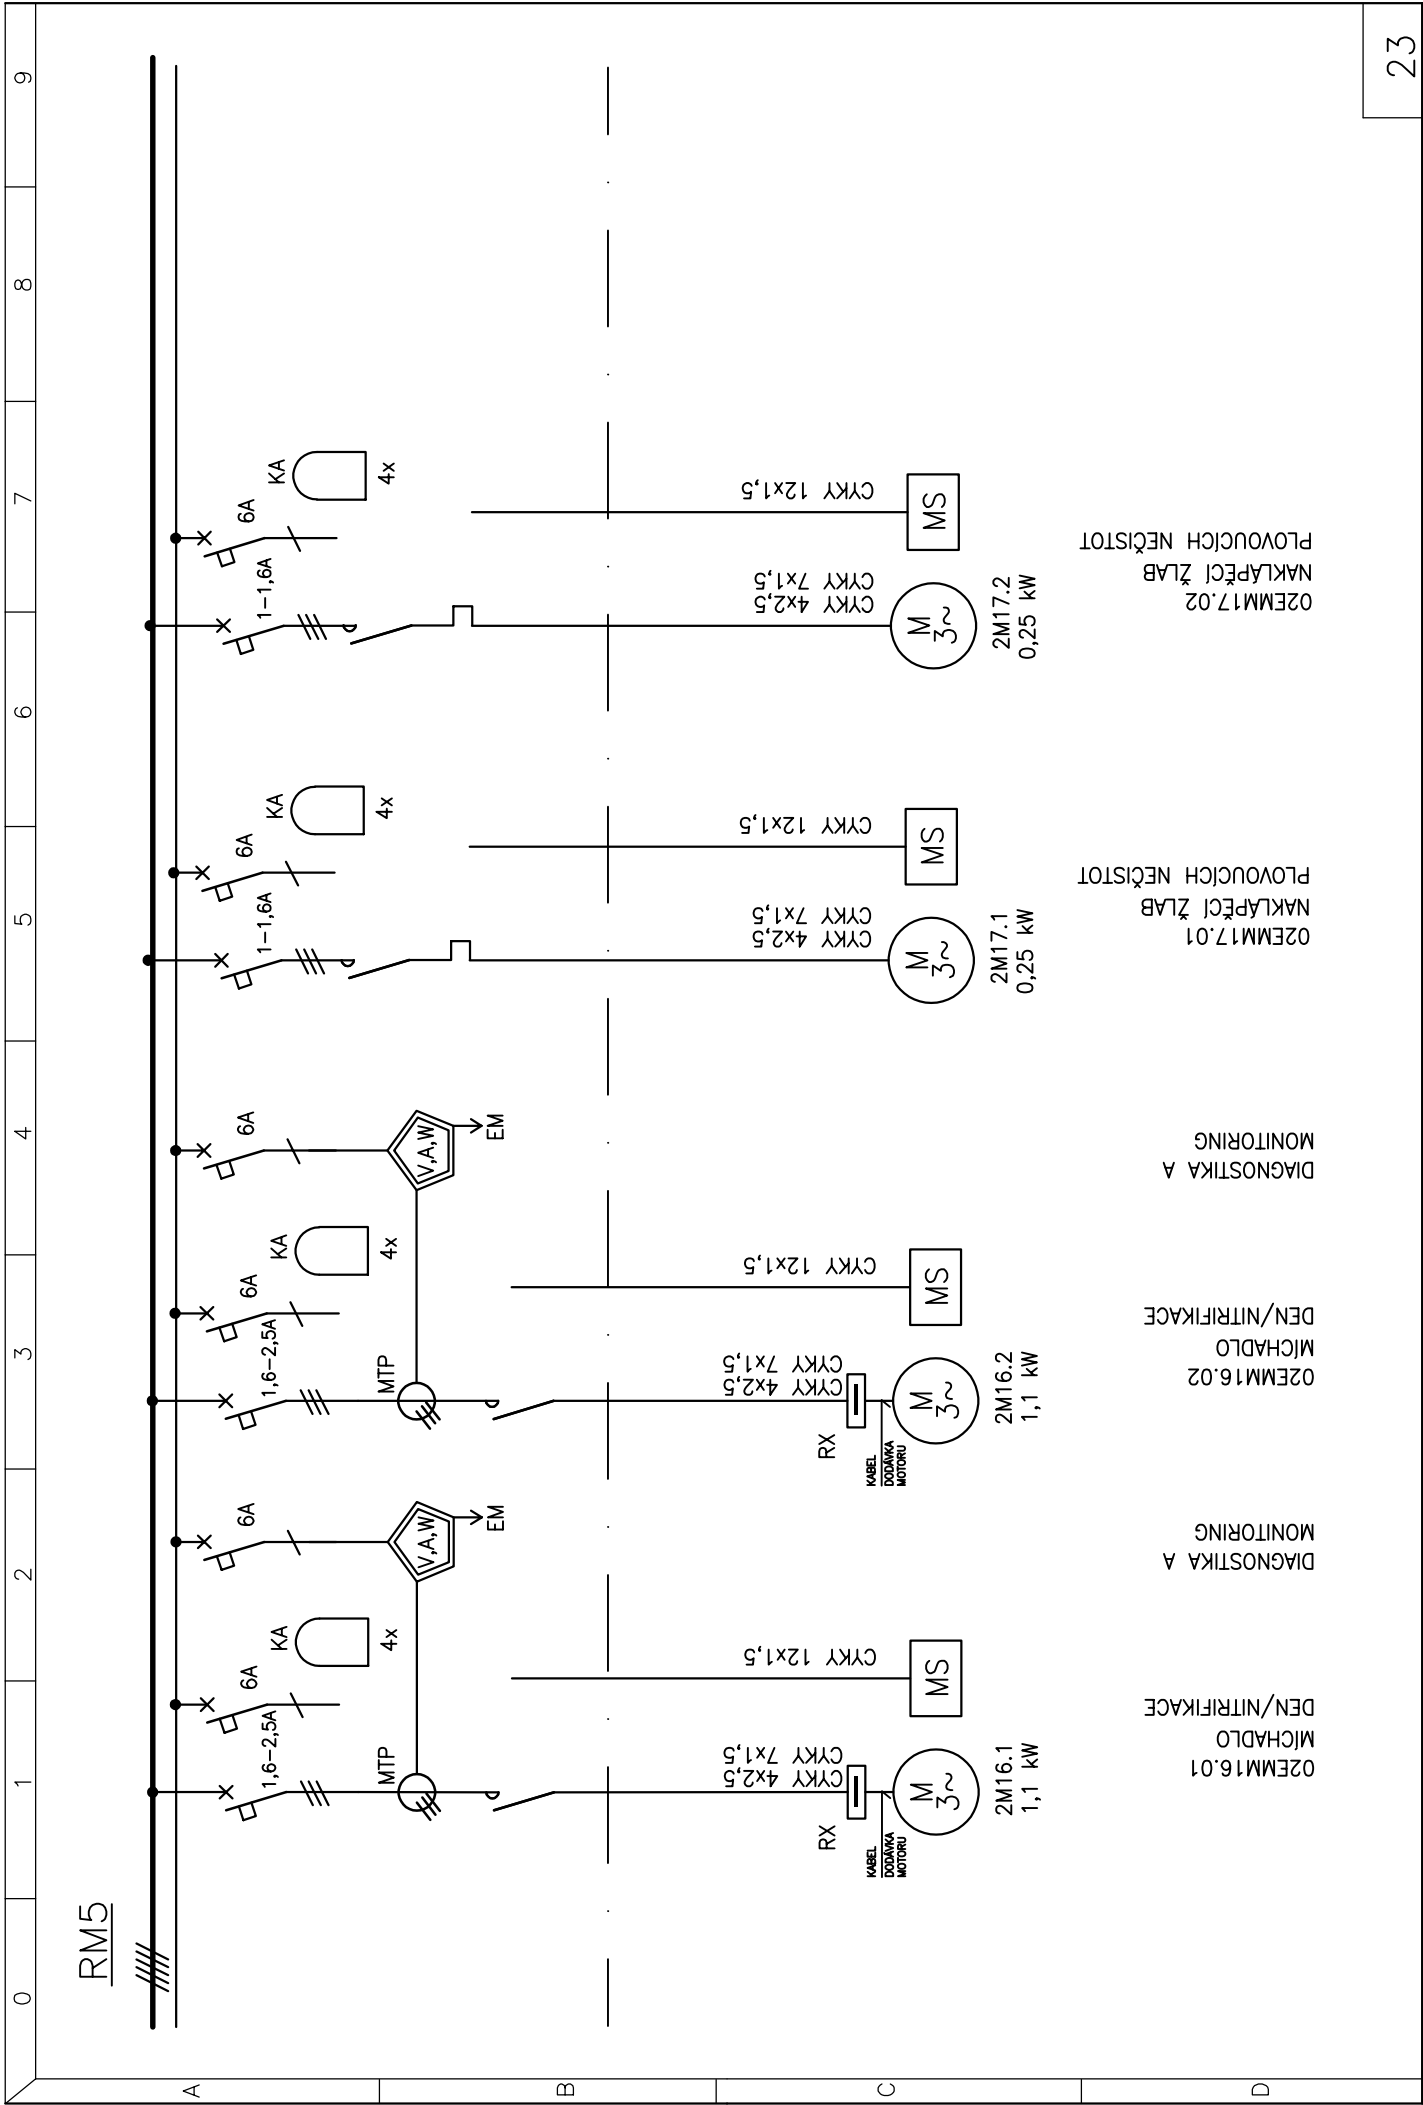 0 1 2 3 4 5 6 7 8 9
RM5
A
B
C
D
1,6-2,5A
6A
KA
4x
6A
MTP
V,A,W
EM
CYKY 4x2,5
CYKY 7x1,5
CYKY 12x1,5
RX
KABEL
DODÁVKA
MOTORU
M
3~
MS
2M16.1
1,1 kW
02EMM16.01
MÍCHADLO
DEN/NITRIFIKACE
DIAGNOSTIKA A
MONITORING
1,6-2,5A
6A
KA
4x
6A
MTP
V,A,W
EM
CYKY 4x2,5
CYKY 7x1,5
CYKY 12x1,5
RX
KABEL
DODÁVKA
MOTORU
M
3~
MS
2M16.2
1,1 kW
02EMM16.02
MÍCHADLO
DEN/NITRIFIKACE
DIAGNOSTIKA A
MONITORING
1-1,6A
6A
KA
4x
CYKY 4x2,5
CYKY 7x1,5
CYKY 12x1,5
M
3~
MS
2M17.1
0,25 kW
02EMM17.01
NAKLÁPĚCÍ ŽLAB
PLOVOUCÍCH NEČISTOT
1-1,6A
6A
KA
4x
CYKY 4x2,5
CYKY 7x1,5
CYKY 12x1,5
M
3~
MS
2M17.2
0,25 kW
02EMM17.02
NAKLÁPĚCÍ ŽLAB
PLOVOUCÍCH NEČISTOT
23